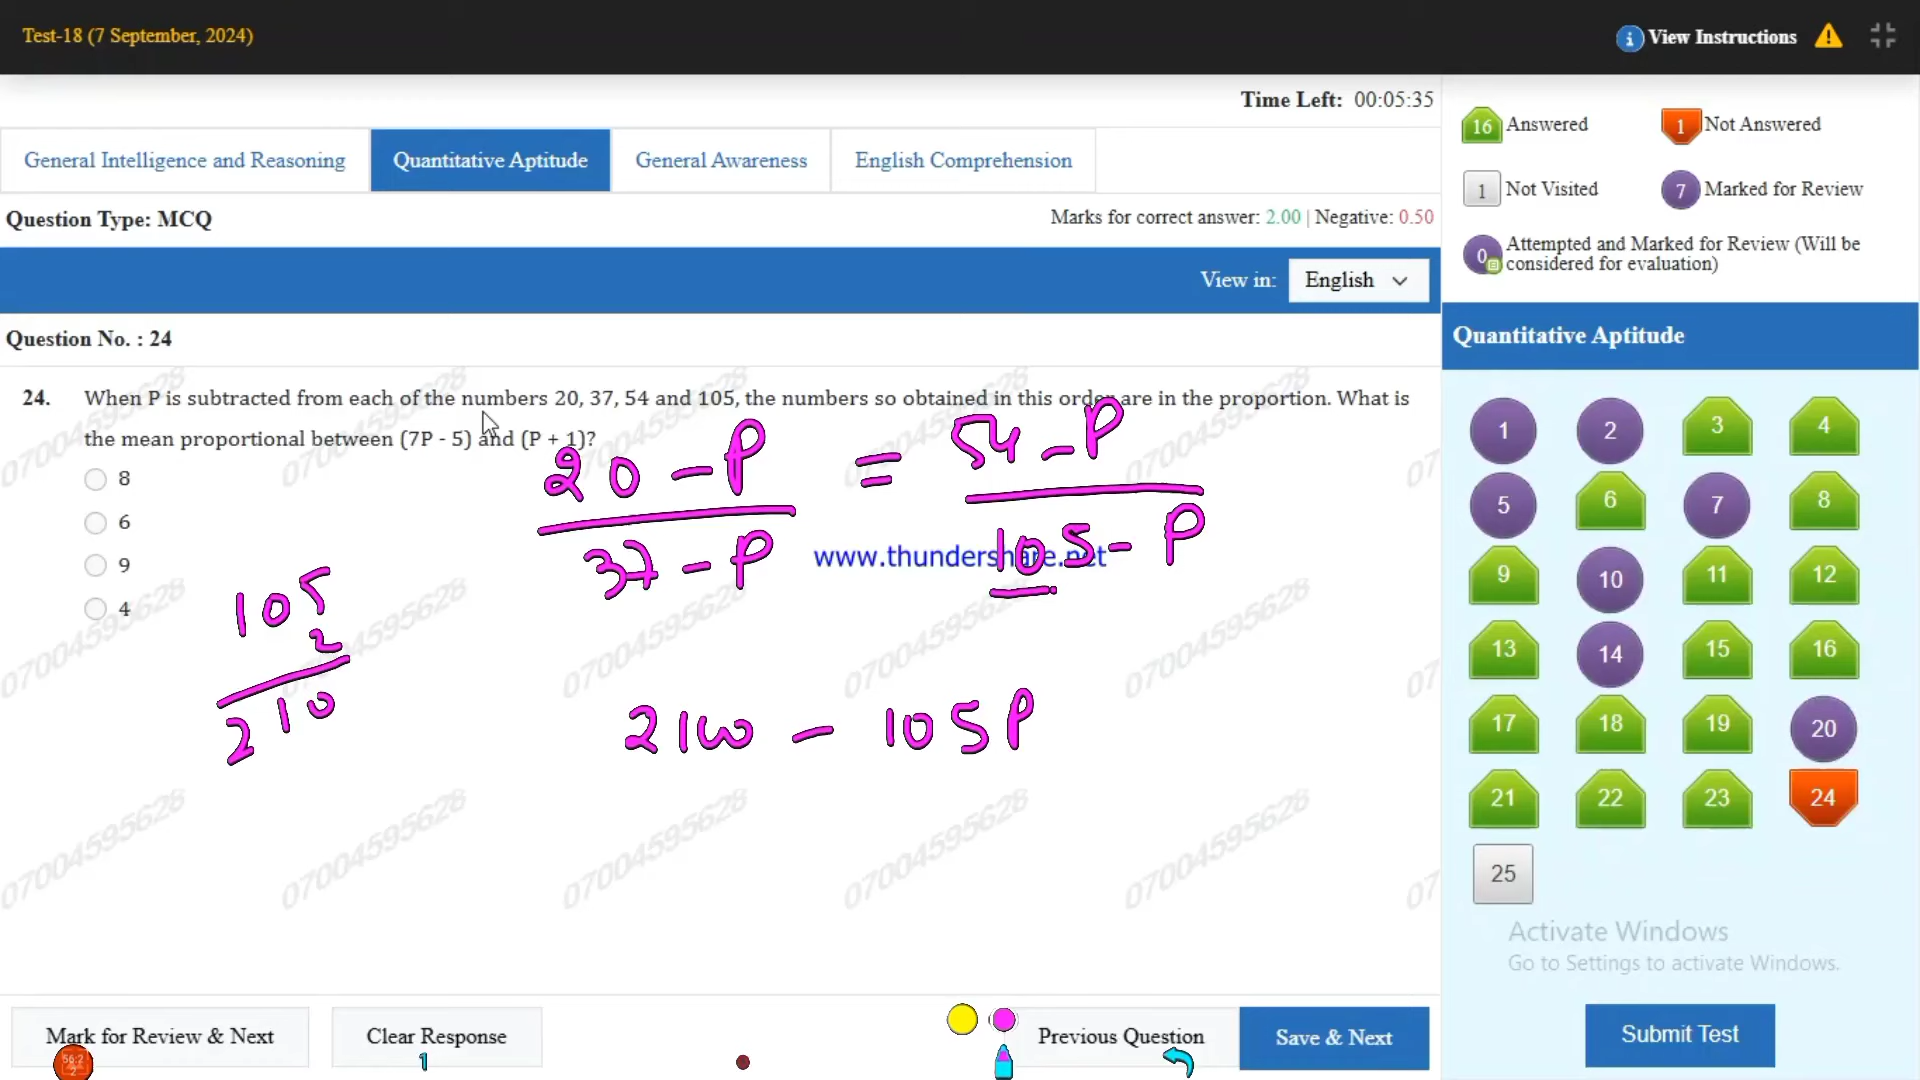 Test-18 (7 September, 2024)
View Instructions
Time Left: 00:05:35
General Intelligence and Reasoning
Quantitative Aptitude
General Awareness
English Comprehension
Question Type: MCQ
Marks for correct answer: 2.00 | Negative: 0.50
View in: English
Question No. : 24
24. When P is subtracted from each of the numbers 20, 37, 54 and 105, the numbers so obtained in this order are in the proportion. What is
the mean proportional between (7P - 5) and (P + 1)?
8
6
9
4
20 - P = 54 - P
37 - P 105 - P
www.thundershare.net
105
2
210
2100 - 105P
07004595628
Mark for Review & Next
Clear Response
1
Previous Question
Save & Next
16 Answered
1 Not Answered
1 Not Visited
7 Marked for Review
0 Attempted and Marked for Review (Will be
considered for evaluation)
Quantitative Aptitude
1 2 3 4
5 6 7 8
9 10 11 12
13 14 15 16
17 18 19 20
21 22 23 24
25
Activate Windows
Go to Settings to activate Windows.
Submit Test